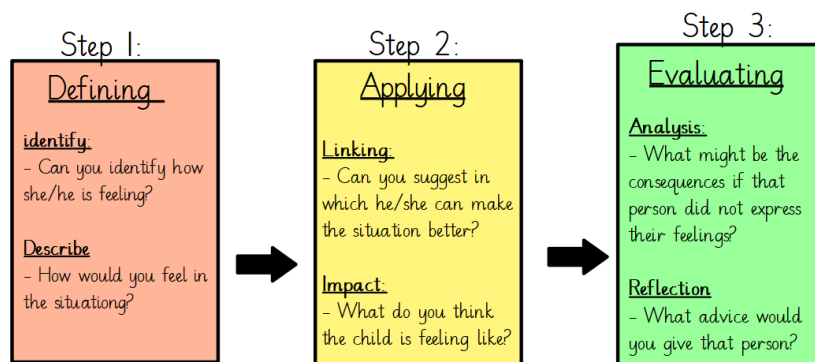 Step 1:
Defining
identify:
- Can you identify how
she/he is feeling?
Describe
- How would you feel in
the situationg?
Step 2:
Applying
Linking:
- Can you suggest in
which he/she can make
the situation better?
Impact:
- What do you think
the child is feeling like?
Step 3:
Evaluating
Analysis:
- What might be the
consequences if that
person did not express
their feelings?
Reflection
- What advice would
you give that person?